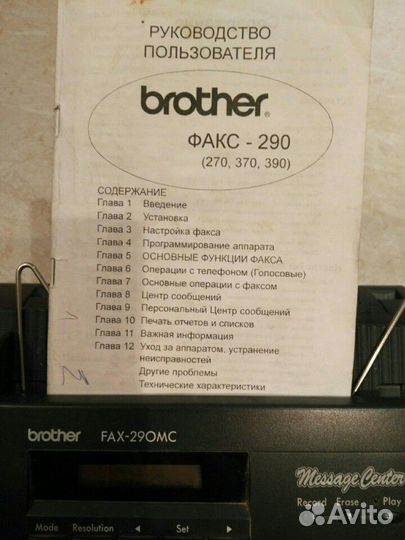 РУКОВОДСТВО
ПОЛЬЗОВАТЕЛЯ
brother®
ФАКС - 290
(270, 370, 390)
СОДЕРЖАНИЕ
Глава 1 Введение
Глава 2 Установка
Глава 3 Настройка факса
Глава 4 Программирование аппарата
Глава 5 ОСНОВНЫЕ ФУНКЦИИ ФАКСА
Глава 6 Операции с телефоном (Голосовые)
Глава 7 Основные операции с факсом
Глава 8 Центр сообщений
Глава 9 Персональный Центр сообщений
Глава 10 Печать отчетов и списков
Глава 11 Важная информация
Глава 12 Уход за аппаратом, устранение
неисправностей
Другие проблемы
Технические характеристики
brother FAX-290MC
Message Center
Record Erase Play
Mode Resolution Set
Avito